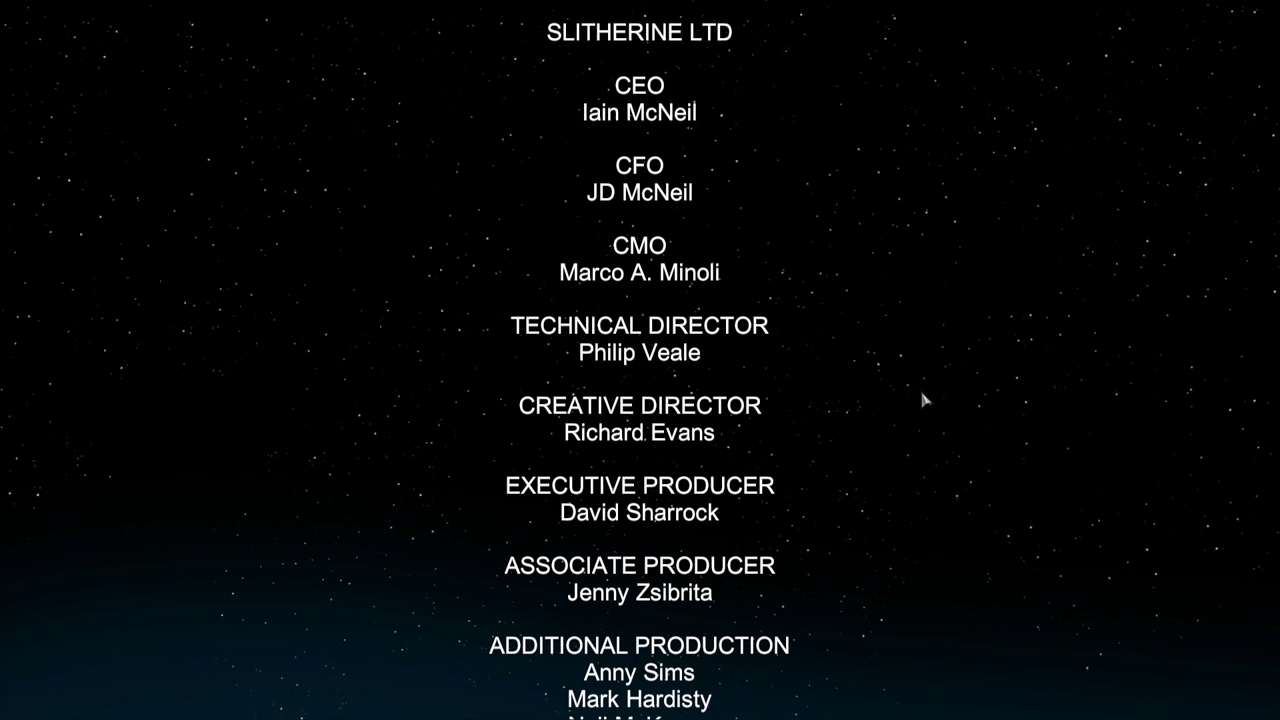 SLITHERINE LTD
CEO
Iain McNeil
CFO
JD McNeil
CMO
Marco A. Minoli
TECHNICAL DIRECTOR
Philip Veale
CREATIVE DIRECTOR
Richard Evans
EXECUTIVE PRODUCER
David Sharrock
ASSOCIATE PRODUCER
Jenny Zsibrita
ADDITIONAL PRODUCTION
Anny Sims
Mark Hardisty